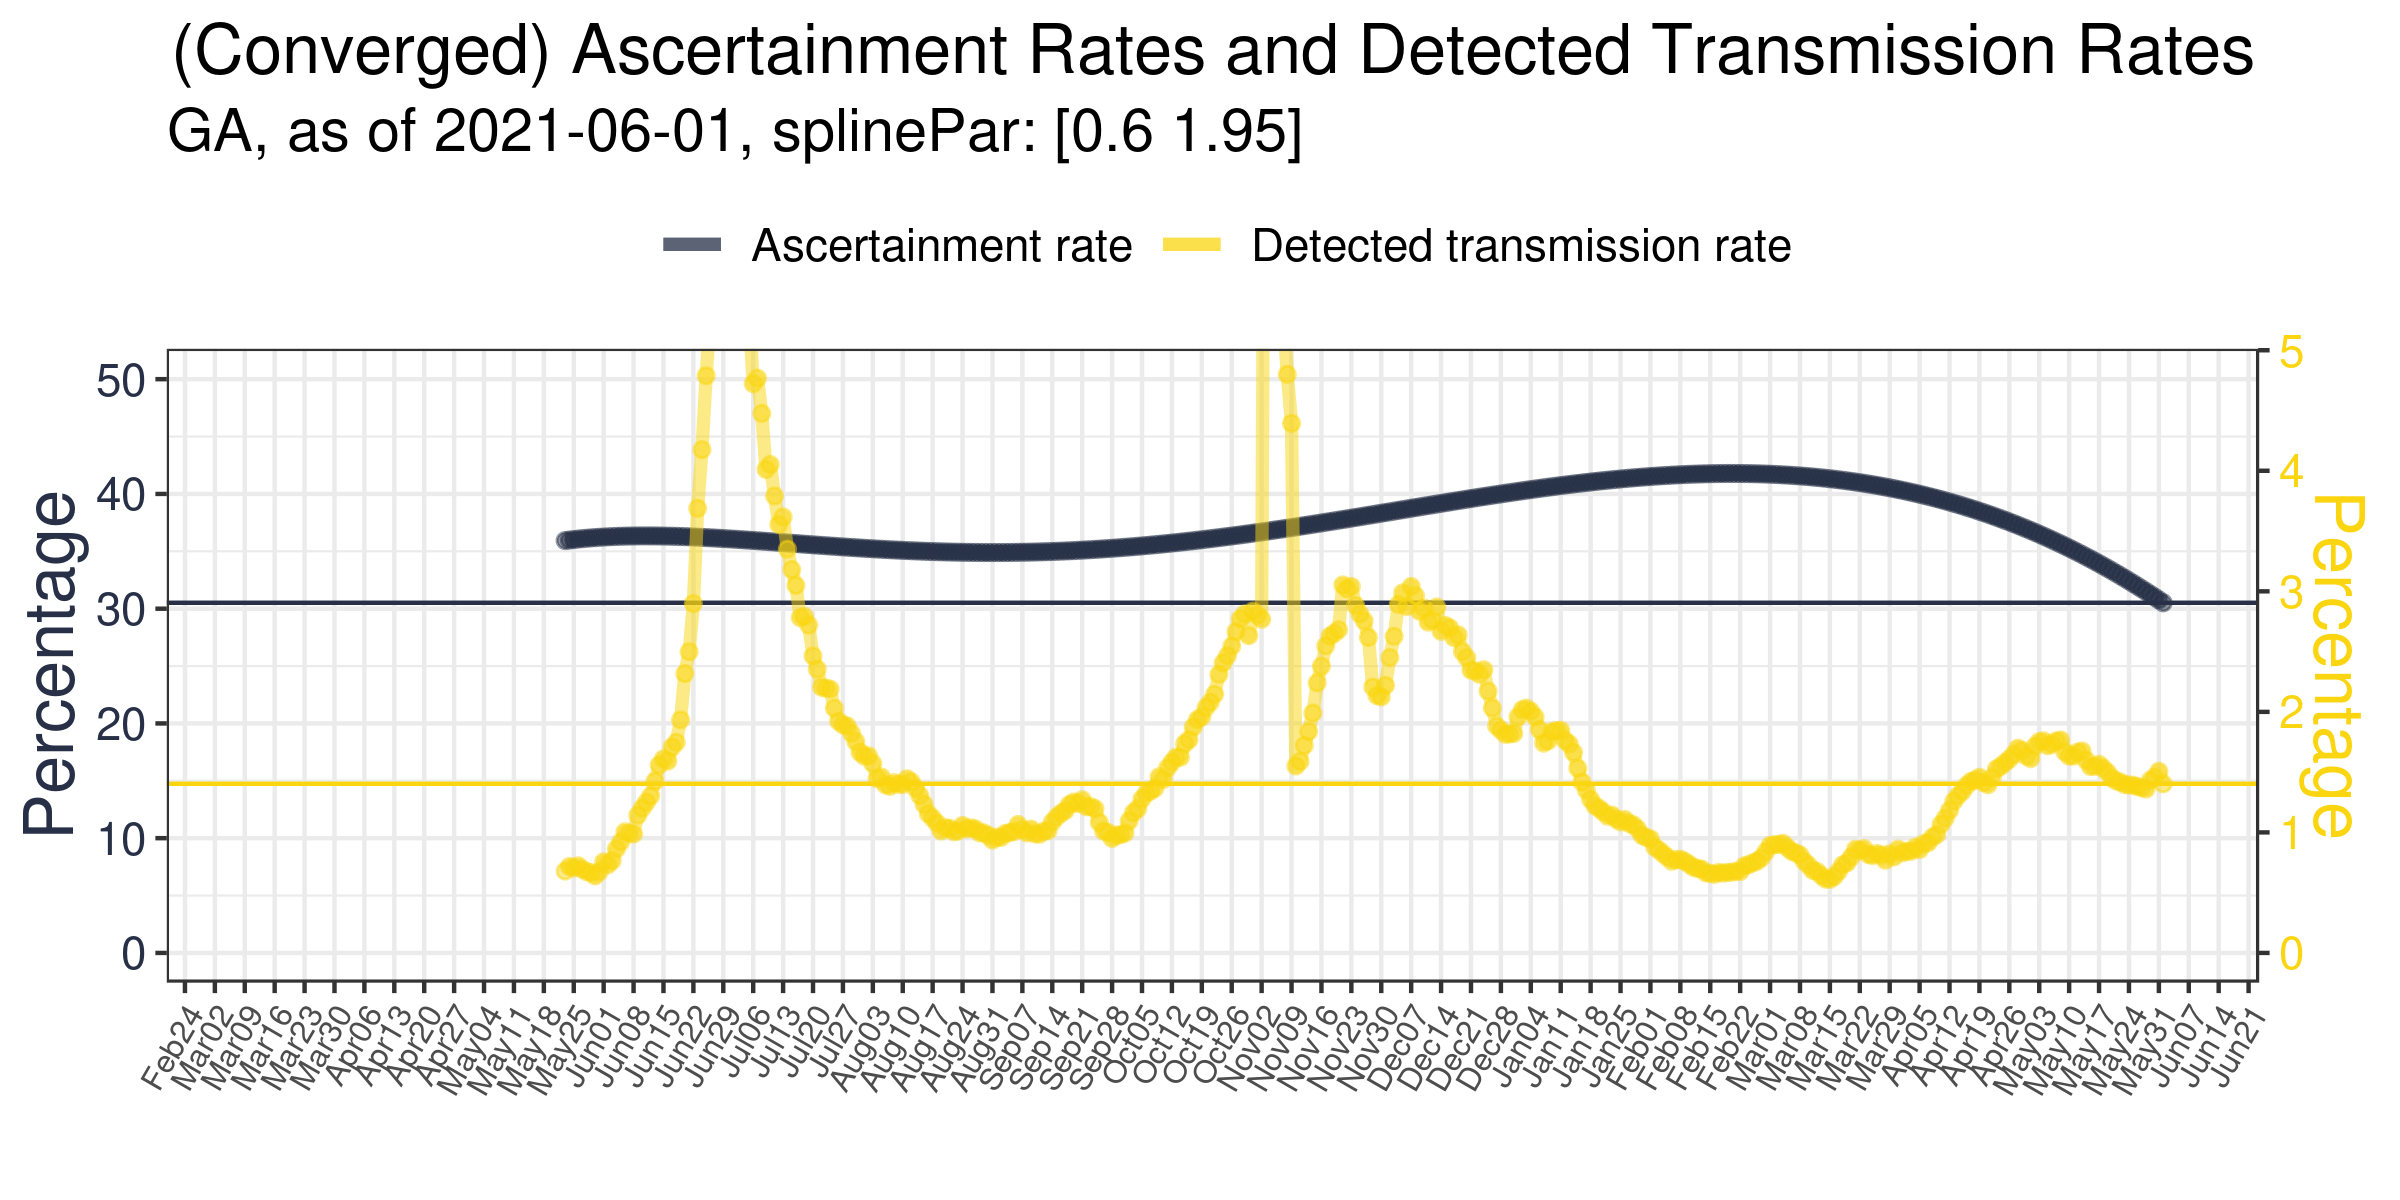 (Converged) Ascertainment Rates and Detected Transmission Rates
GA, as of 2021-06-01, splinePar: [0.6 1.95]
Ascertainment rate Detected transmission rate
Percentage
50
40
30
20
10
0
5
4
3
2
1
0
Percentage
Feb24
Mar02
Mar09
Mar16
Mar23
Mar30
Apr06
Apr13
Apr20
Apr27
May04
May11
May18
May25
Jun01
Jun08
Jun15
Jun22
Jun29
Jul06
Jul13
Jul20
Jul27
Aug03
Aug10
Aug17
Aug24
Aug31
Sep07
Sep14
Sep21
Sep28
Oct05
Oct12
Oct19
Oct26
Nov02
Nov09
Nov16
Nov23
Nov30
Dec07
Dec14
Dec21
Dec28
Jan04
Jan11
Jan18
Jan25
Feb01
Feb08
Feb15
Feb22
Mar01
Mar08
Mar15
Mar22
Mar29
Apr05
Apr12
Apr19
Apr26
May03
May10
May17
May24
May31
Jun07
Jun14
Jun21